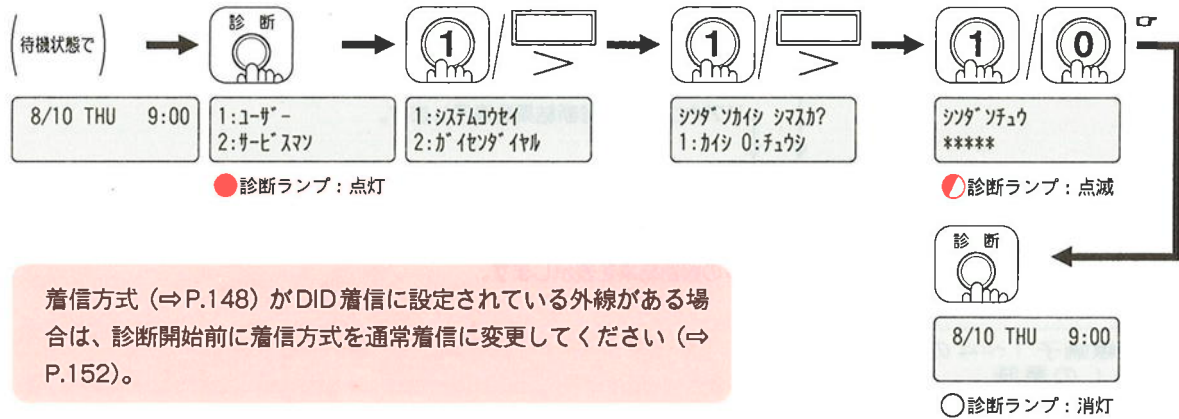 （待機状態で）
診 断
1
1
1
0
8/10 THU 9:00
1:ユーザー
2:サービスマン
1:システムコウセイ
2:ガイセンダイヤル
シンダンカイシ シマスカ?
1:カイシ 0:チュウシ
シンダンチュウ
*****
診断ランプ：点灯
診断ランプ：点滅
診 断
8/10 THU 9:00
診断ランプ：消灯
着信方式（⇨P.148）がDID着信に設定されている外線がある場
合は、診断開始前に着信方式を通常着信に変更してください（⇨
P.152）。